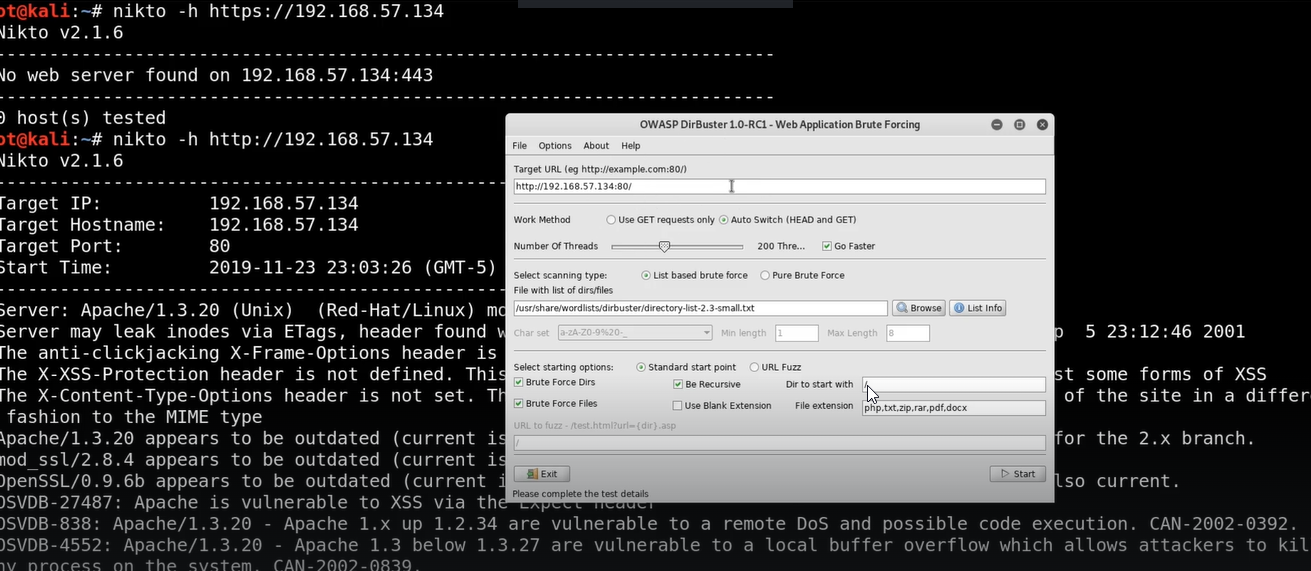 ot@kali:~# nikto -h https://192.168.57.134
Nikto v2.1.6
---------------------------------------------------------------------------
No web server found on 192.168.57.134:443
---------------------------------------------------------------------------
0 host(s) tested
ot@kali:~# nikto -h http://192.168.57.134
Nikto v2.1.6
Target IP: 192.168.57.134
Target Hostname: 192.168.57.134
Target Port: 80
Start Time: 2019-11-23 23:03:26 (GMT-5)
Server: Apache/1.3.20 (Unix) (Red-Hat/Linux) mo
Server may leak inodes via ETags, header found w p 5 23:12:46 2001
The anti-clickjacking X-Frame-Options header is
The X-XSS-Protection header is not defined. This st some forms of XSS
The X-Content-Type-Options header is not set. Th of the site in a differe
fashion to the MIME type
Apache/1.3.20 appears to be outdated (current is for the 2.x branch.
mod_ssl/2.8.4 appears to be outdated (current is
OpenSSL/0.9.6b appears to be outdated (current i lso current.
OSVDB-27487: Apache is vulnerable to XSS via the Expect header
OSVDB-838: Apache/1.3.20 - Apache 1.x up 1.2.34 are vulnerable to a remote DoS and possible code execution. CAN-2002-0392.
OSVDB-4552: Apache/1.3.20 - Apache 1.3 below 1.3.27 are vulnerable to a local buffer overflow which allows attackers to kil
ny process on the system. CAN-2002-0839.
OWASP DirBuster 1.0-RC1 - Web Application Brute Forcing
File Options About Help
Target URL (eg http://example.com:80/)
http://192.168.57.134:80/
Work Method Use GET requests only Auto Switch (HEAD and GET)
Number Of Threads 200 Thre... Go Faster
Select scanning type: List based brute force Pure Brute Force
File with list of dirs/files
/usr/share/wordlists/dirbuster/directory-list-2.3-small.txt Browse List Info
Char set a-zA-Z0-9%20-_ Min length 1 Max Length 8
Select starting options: Standard start point URL Fuzz
Brute Force Dirs Be Recursive Dir to start with /
Brute Force Files Use Blank Extension File extension php,txt,zip,rar,pdf,docx
URL to fuzz - /test.html?url={dir}.asp
/
Exit Start
Please complete the test details